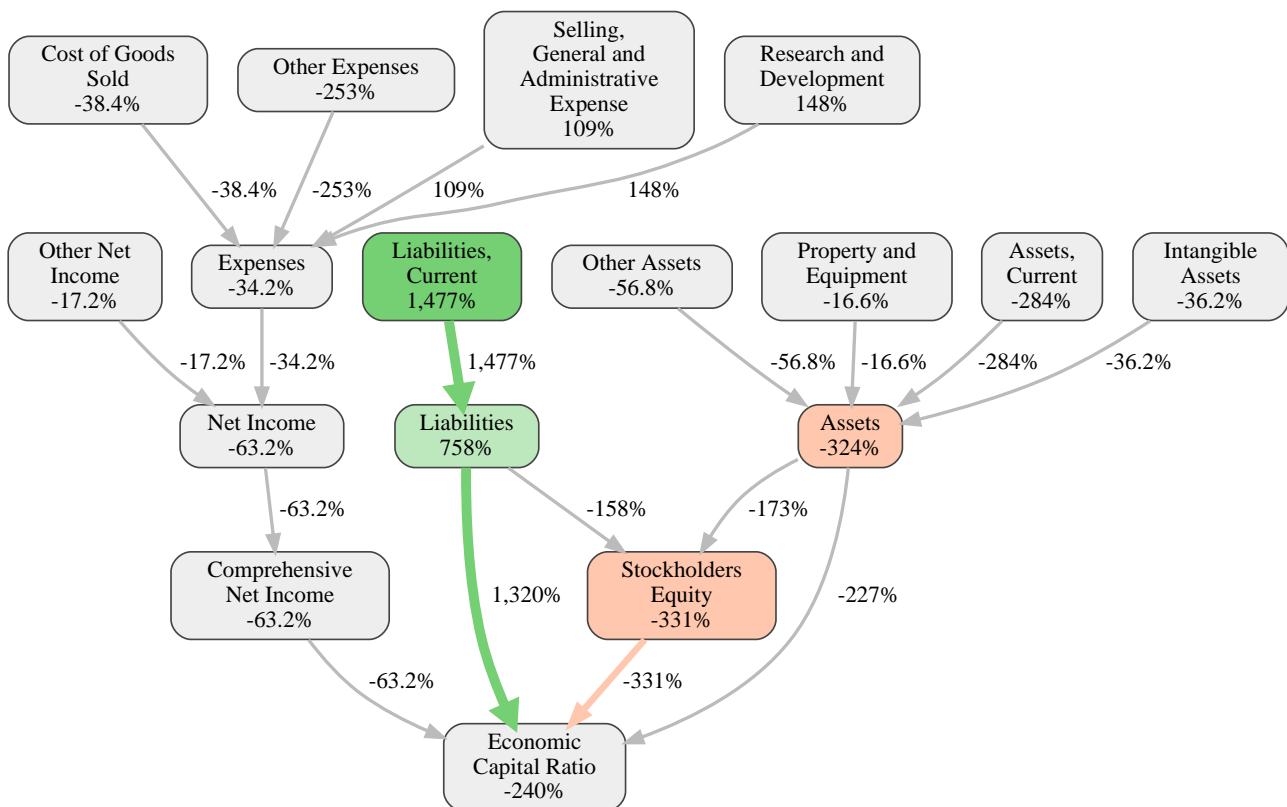 Cost of Goods
Sold
-38.4%
Other Expenses
-253%
Selling,
General and
Administrative
Expense
109%
Research and
Development
148%
-38.4%
-253%
109%
148%
Other Net
Income
-17.2%
Expenses
-34.2%
Liabilities,
Current
1,477%
Other Assets
-56.8%
Property and
Equipment
-16.6%
Assets,
Current
-284%
Intangible
Assets
-36.2%
-17.2%
-34.2%
1,477%
-56.8%
-16.6%
-284%
-36.2%
Net Income
-63.2%
Liabilities
758%
Assets
-324%
-63.2%
-158%
-173%
Comprehensive
Net Income
-63.2%
1,320%
Stockholders
Equity
-331%
-227%
-63.2%
-331%
Economic
Capital Ratio
-240%